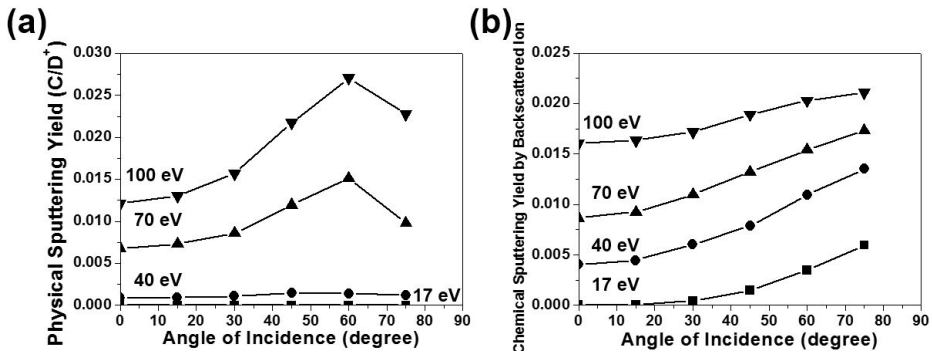 (a)
Physical Sputtering Yield (C/D⁺)
0.030
0.025
0.020
0.015
0.010
0.005
0.000
100 eV
70 eV
40 eV
17 eV
0 10 20 30 40 50 60 70 80 90
Angle of Incidence (degree)
(b)
Chemical Sputtering Yield by Backscattered Ion
0.025
0.020
0.015
0.010
0.005
0.000
100 eV
70 eV
40 eV
17 eV
0 10 20 30 40 50 60 70 80 90
Angle of Incidence (degree)